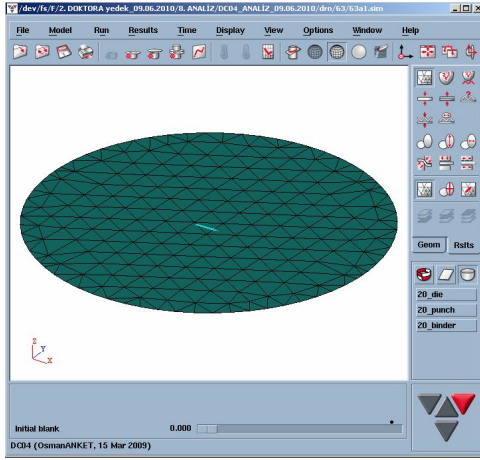 /dev/fs/F/2. DOKTORA yedek_09.06.2010/8. ANALİZ/DC04_ANALİZ_09.06.2010/drn/63/63a1.sim
File Model Run Results Time Display View Options Window Help
Z
Y
X
Geom Rslts
20_die
20_punch
20_binder
Initial blank 0.000
DC04 (OsmanANKET, 15 Mar 2009)